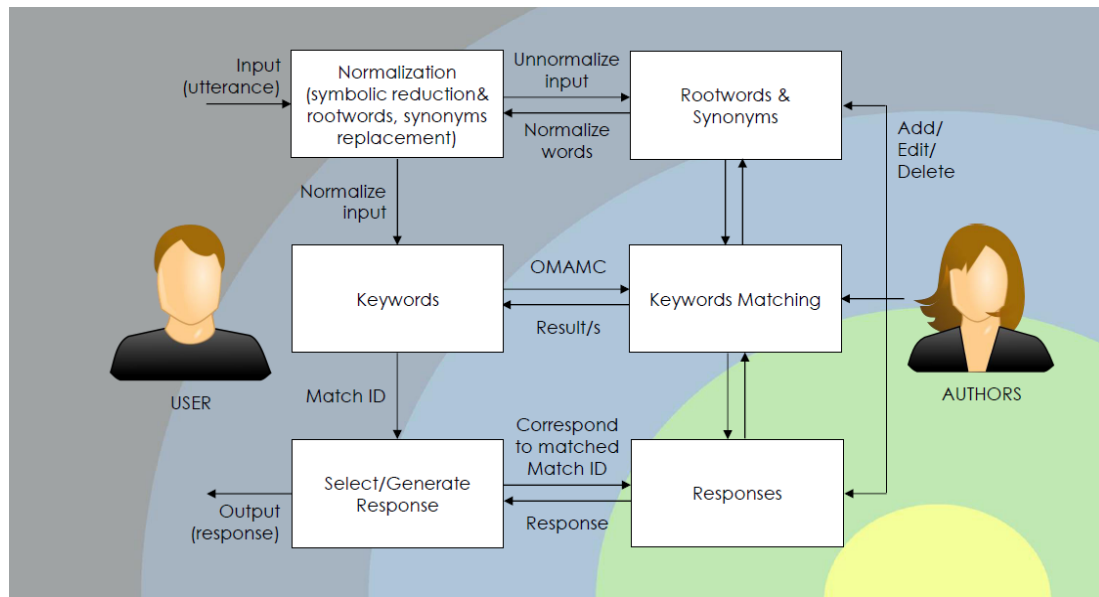 Input
(utterance)
Normalization
(symbolic reduction&
rootwords, synonyms
replacement)
Unnormalize
input
Normalize
words
Rootwords &
Synonyms
Add/
Edit/
Delete
Normalize
input
Keywords
OMAMC
Result/s
Keywords Matching
USER
AUTHORS
Match ID
Correspond
to matched
Match ID
Select/Generate
Response
Responses
Output
(response)
Response